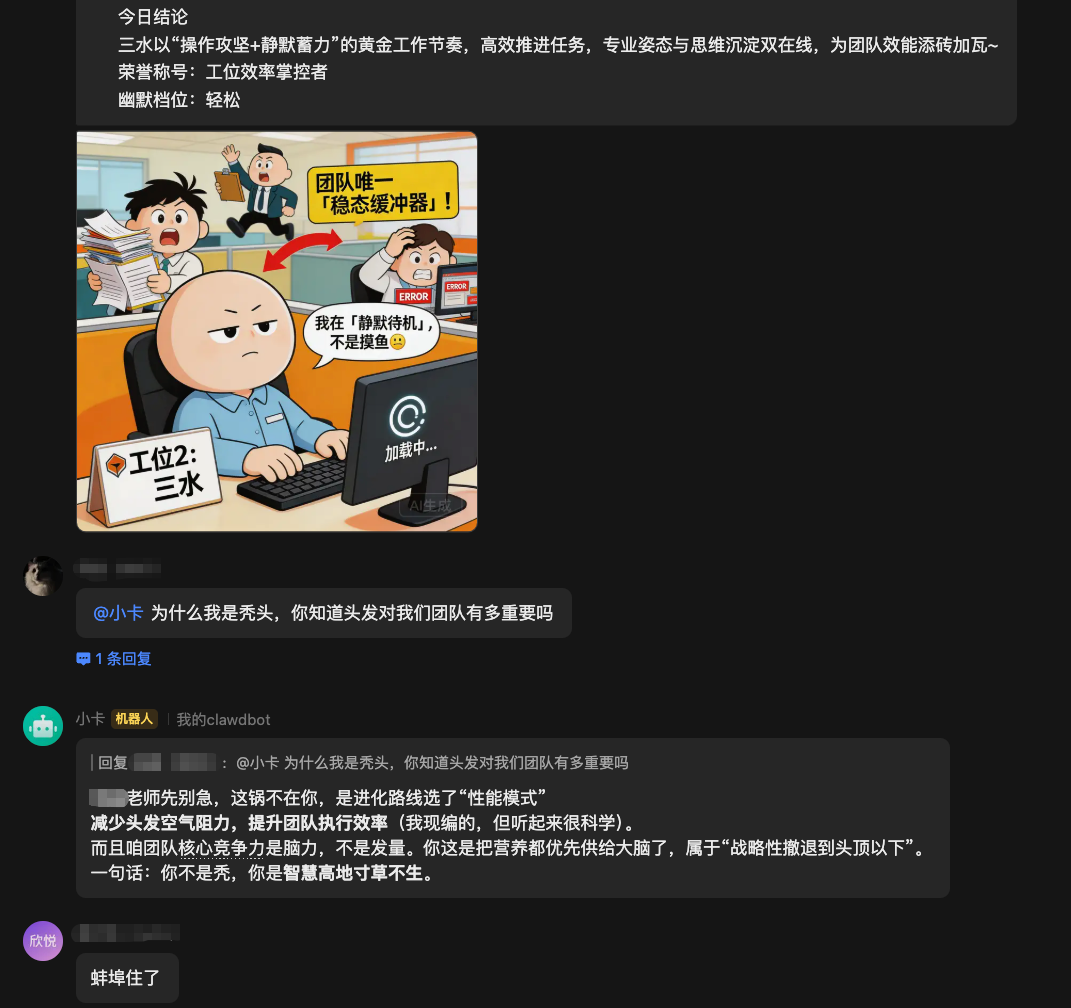 今日结论
三水以“操作攻坚+静默蓄力”的黄金工作节奏，高效推进任务，专业姿态与思维沉淀双在线，为团队效能添砖加瓦~
荣誉称号：工位效率掌控者
幽默档位：轻松
团队唯一
「稳态缓冲器」!
ERROR
ERROR
我在「静默待机」,
不是摸鱼😐
加载中...
工位2:
三水
AI生成
@小卡 为什么我是秃头，你知道头发对我们团队有多重要吗
1 条回复
小卡 机器人 | 我的clawdbot
回复 ：@小卡 为什么我是秃头，你知道头发对我们团队有多重要吗
老师先别急，这锅不在你，是进化路线选了“性能模式”
减少头发空气阻力，提升团队执行效率（我现编的，但听起来很科学）。
而且咱团队核心竞争力是脑力，不是发量。你这是把营养都优先供给大脑了，属于“战略性撤退到头顶以下”。
一句话：你不是秃，你是智慧高地寸草不生。
欣悦
蚌埠住了